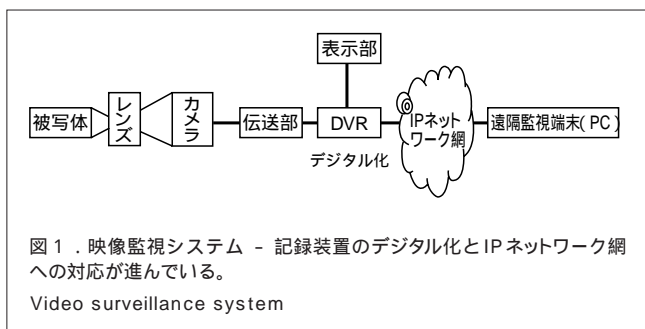 表示部
被写体
レンズ
カメラ
伝送部
DVR
IPネット
ワーク網
遠隔監視端末(PC)
デジタル化
図1．映像監視システム － 記録装置のデジタル化とIPネットワーク網
への対応が進んでいる。
Video surveillance system